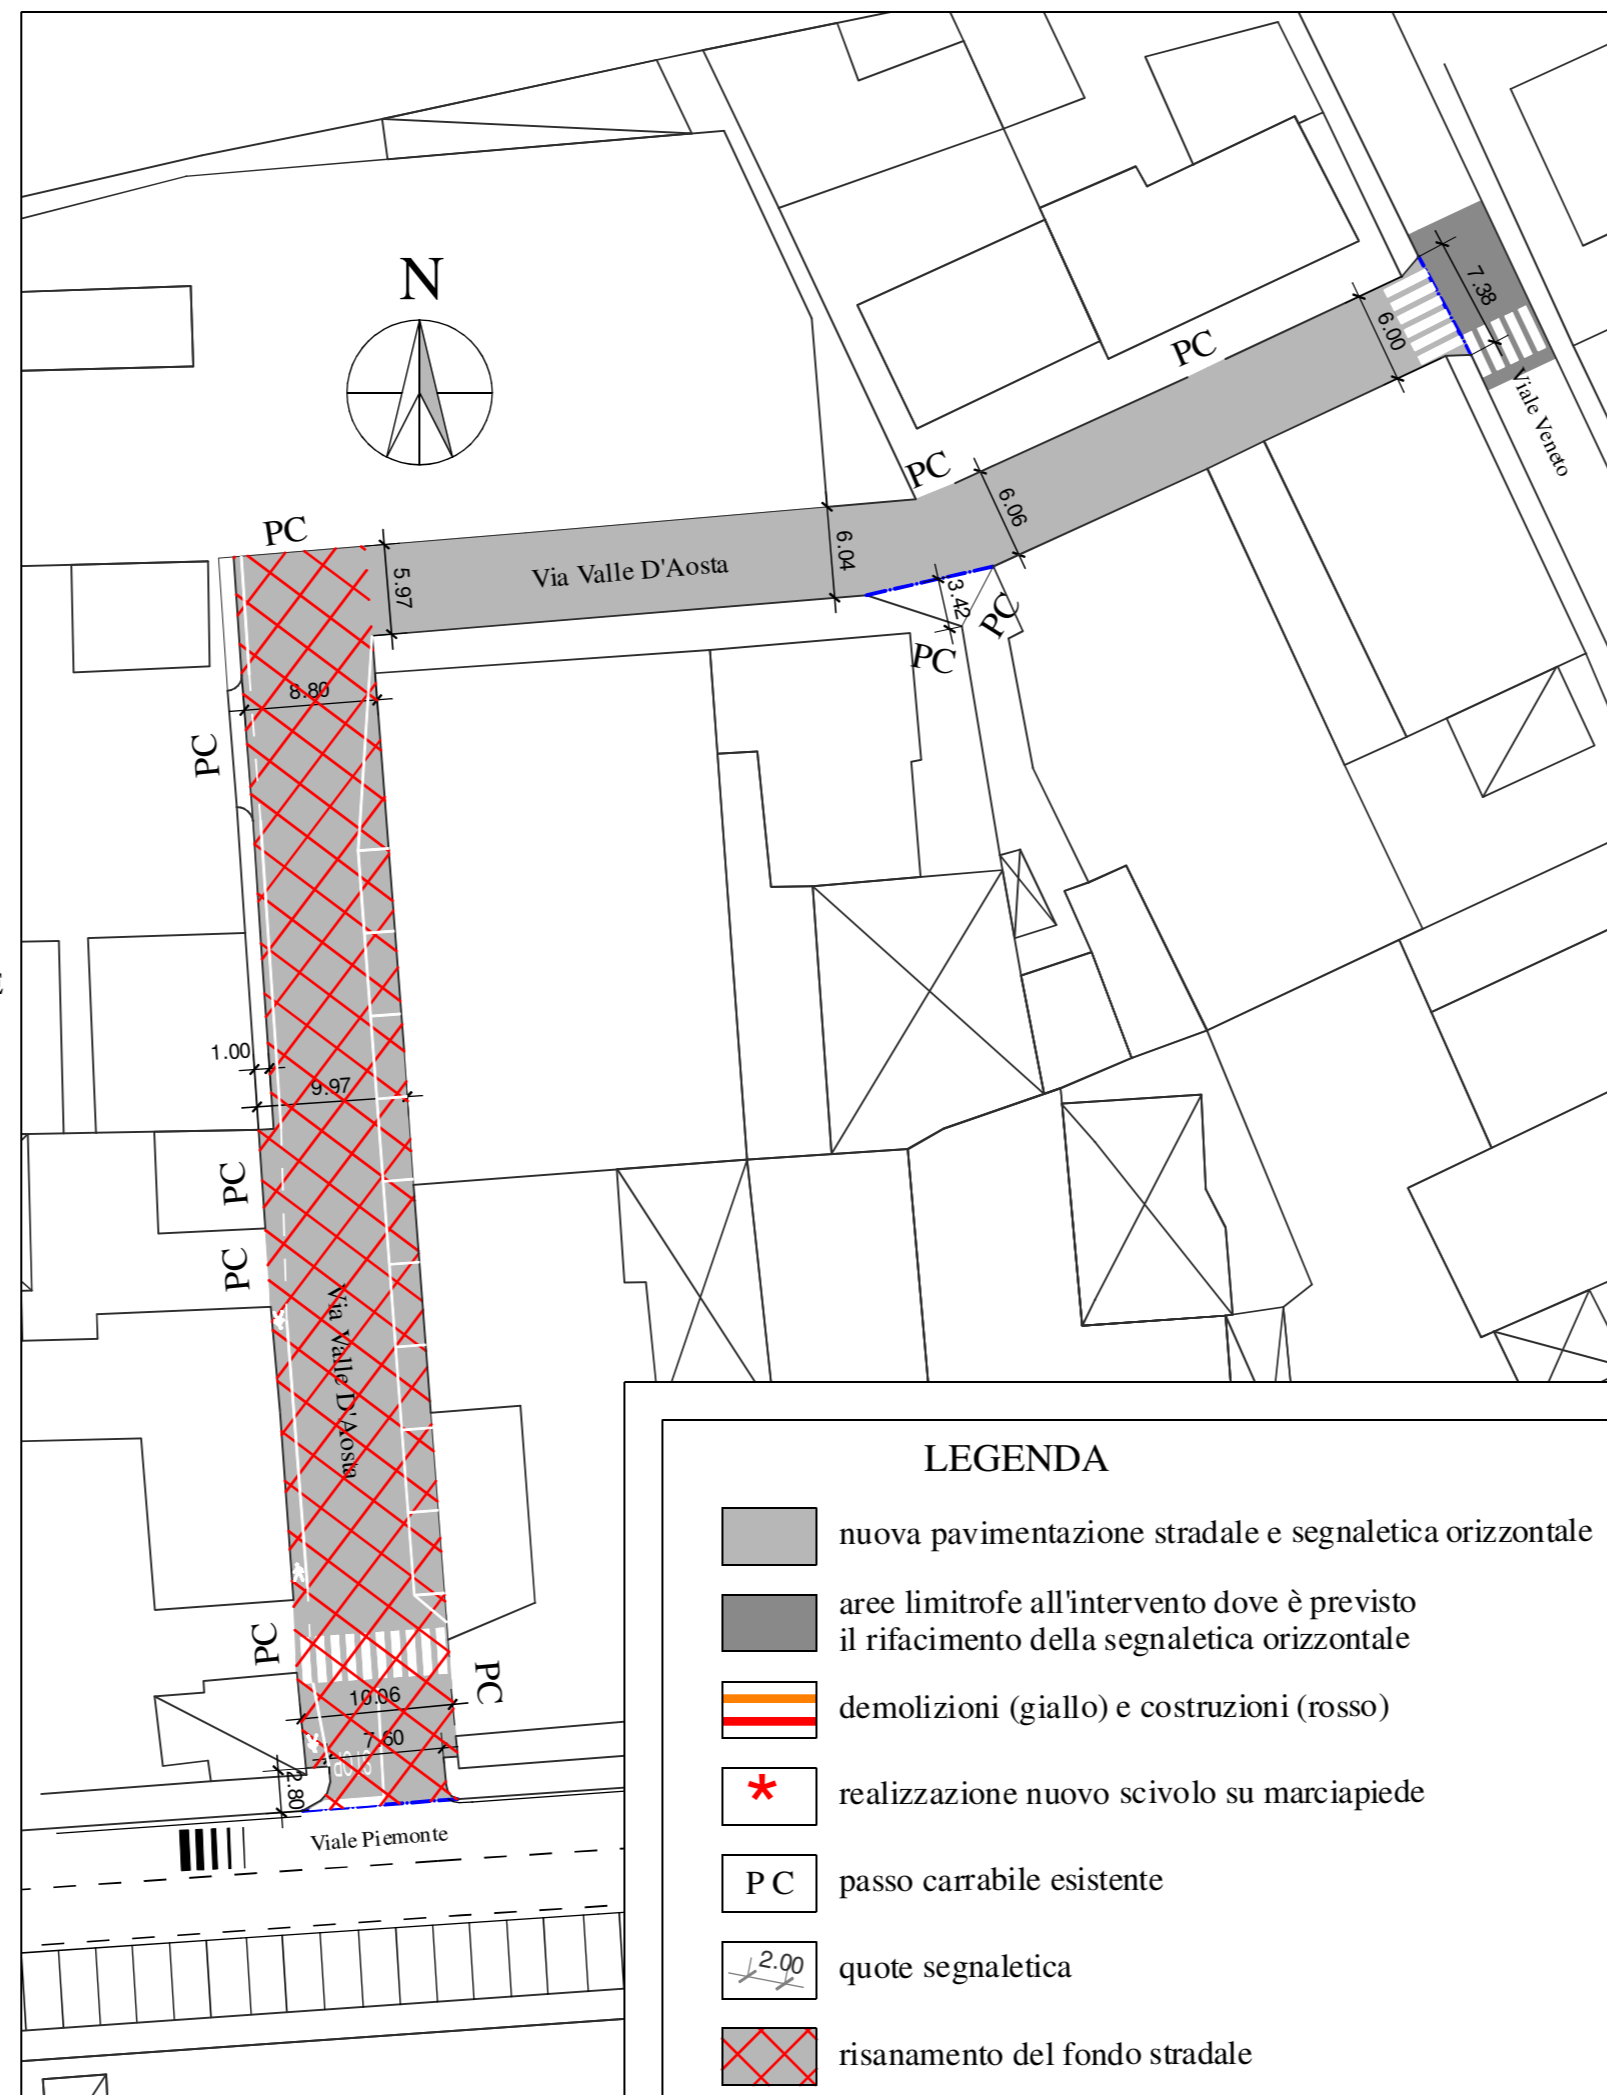 N
7.38
6.00
Viale Veneto
PC
PC
6.06
PC
6.04
5.97
Via Valle D'Aosta
3.42
PC
PC
8.80
PC
1.00
9.97
PC
PC
Via Valle D'Aosta
PC
PC
10.06
7.60
STOP
2.80
Viale Piemonte
LEGENDA
nuova pavimentazione stradale e segnaletica orizzontale
aree limitrofe all'intervento dove è previsto
il rifacimento della segnaletica orizzontale
demolizioni (giallo) e costruzioni (rosso)
* realizzazione nuovo scivolo su marciapiede
P C passo carrabile esistente
2.00 quote segnaletica
risanamento del fondo stradale